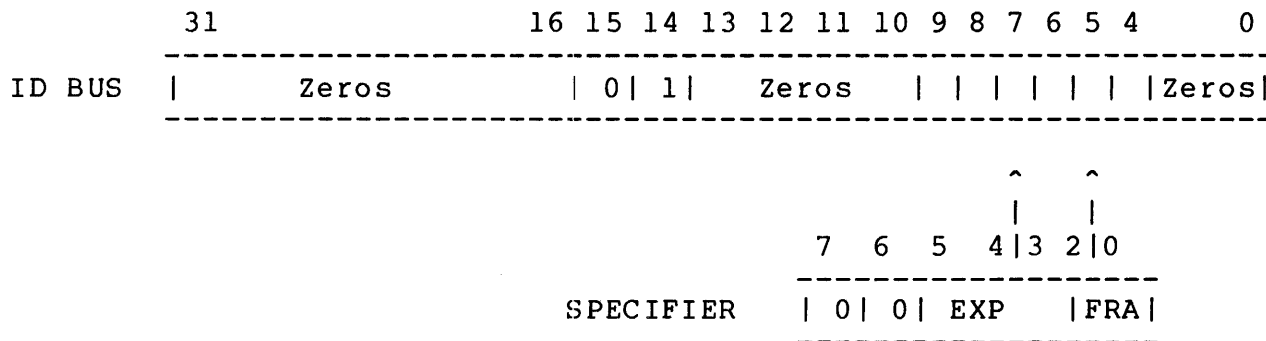 31 16 15 14 13 12 11 10 9 8 7 6 5 4 0
-----------------------------------------------------------
ID BUS | Zeros | 0| 1| Zeros | | | | | | |Zeros|
-----------------------------------------------------------
^ ^
| |
7 6 5 4|3 2|0
-------------------
SPECIFIER | 0| 0| EXP |FRA|
-------------------